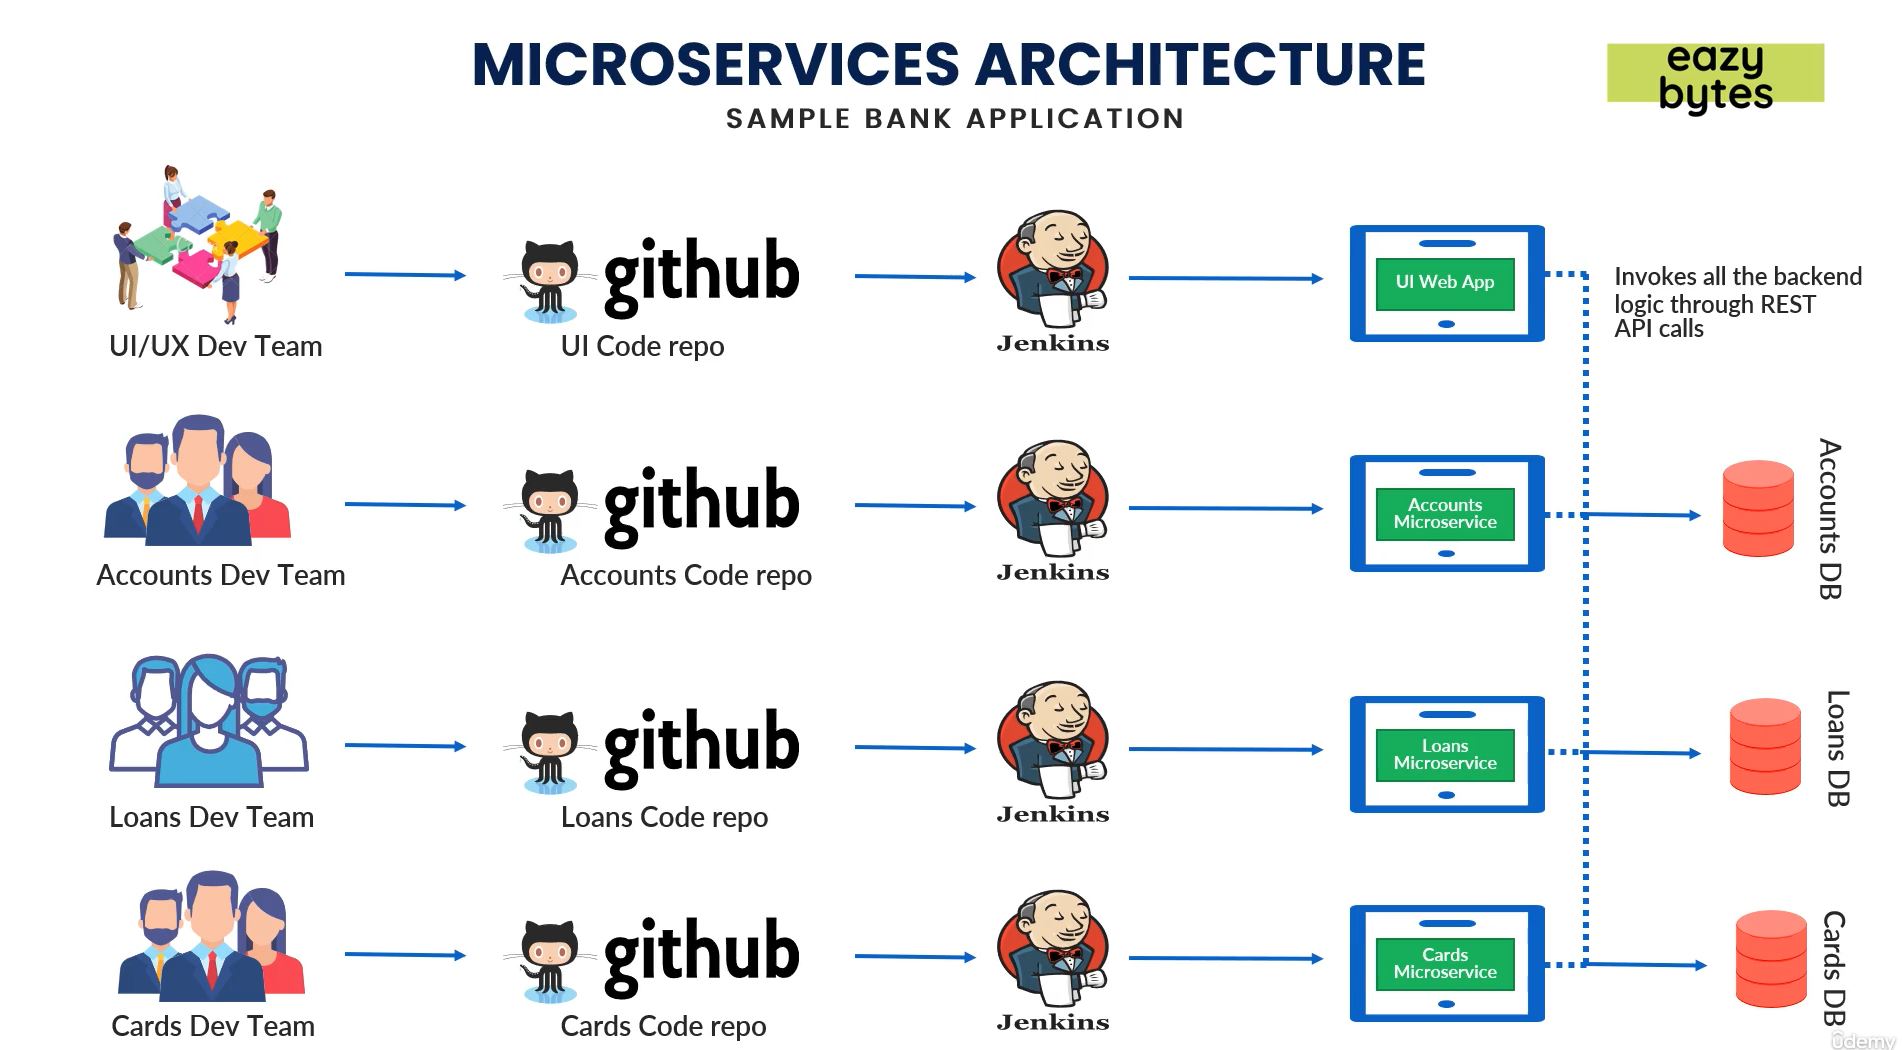 MICROSERVICES ARCHITECTURE
SAMPLE BANK APPLICATION
eazy
bytes
github
UI Web App
Invokes all the backend
logic through REST
API calls
UI/UX Dev Team
UI Code repo
Jenkins
github
Accounts
Microservice
Accounts DB
Accounts Dev Team
Accounts Code repo
Jenkins
github
Loans
Microservice
Loans DB
Loans Dev Team
Loans Code repo
Jenkins
github
Cards
Microservice
Cards DB
Cards Dev Team
Cards Code repo
Jenkins
ûdemy